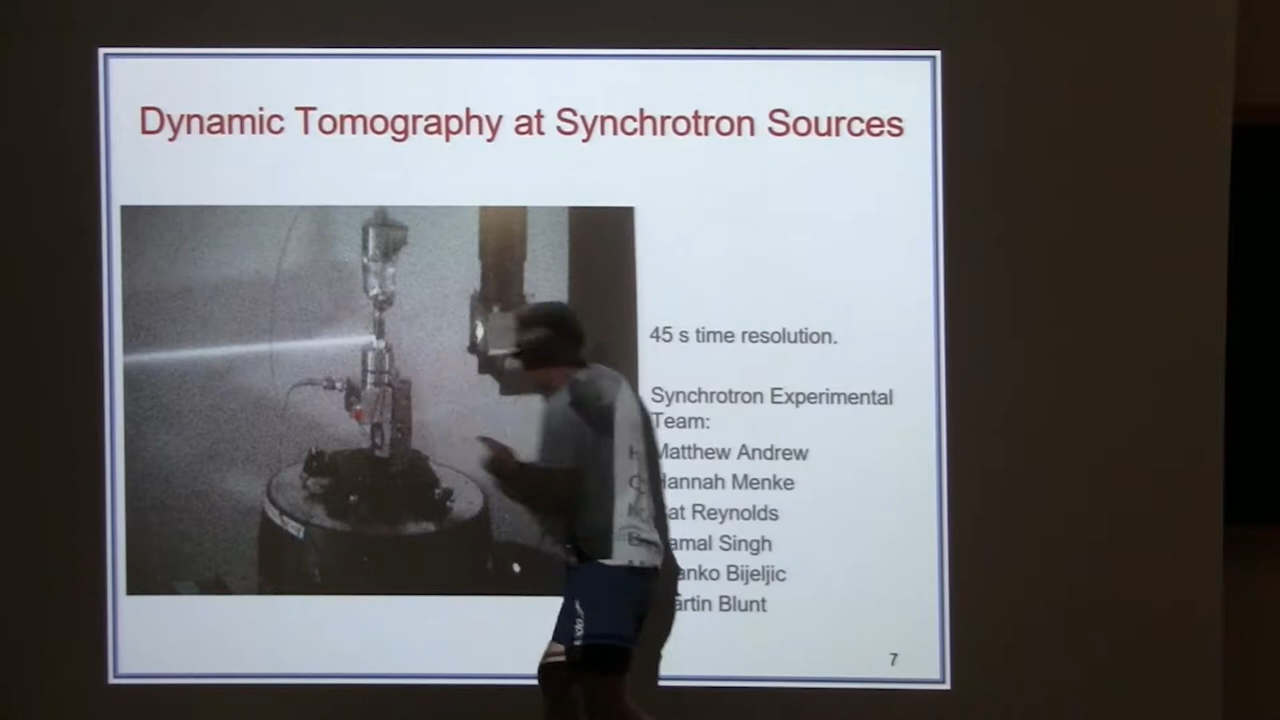 Dynamic Tomography at Synchrotron Sources
45 s time resolution.
Synchrotron Experimental
Team:
Matthew Andrew
Hannah Menke
Reynolds
Singh
Bijeljic
Blunt
7